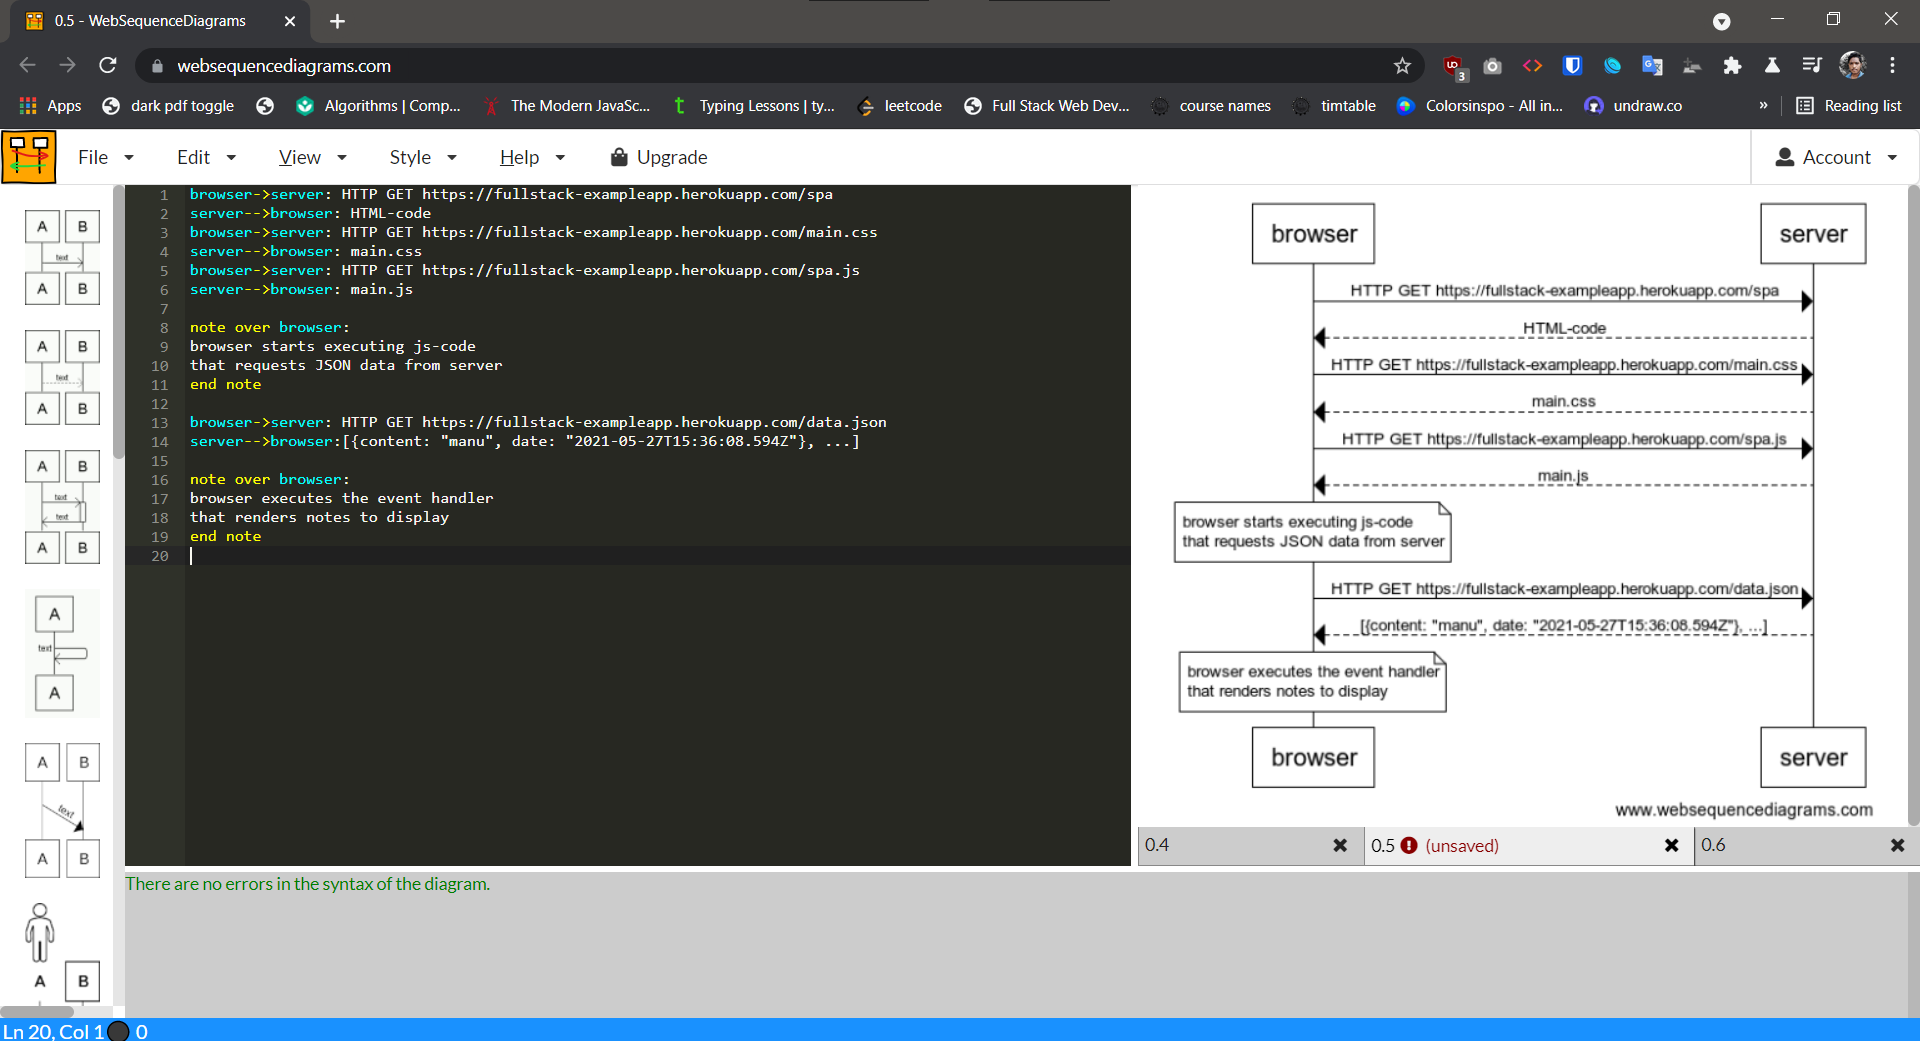 0.5 - WebSequenceDiagrams
websequencediagrams.com
3
Apps
dark pdf toggle
Algorithms | Comp...
The Modern JavaSc...
Typing Lessons | ty...
leetcode
Full Stack Web Dev...
course names
timtable
Colorsinspo - All in...
undraw.co
»
Reading list
File
Edit
View
Style
Help
Upgrade
Account
A B
text
A B
A B
text
A B
A B
text
text
A B
A
text
A
A B
text
A B
A B
1 browser->server: HTTP GET https://fullstack-exampleapp.herokuapp.com/spa
2 server-->browser: HTML-code
3 browser->server: HTTP GET https://fullstack-exampleapp.herokuapp.com/main.css
4 server-->browser: main.css
5 browser->server: HTTP GET https://fullstack-exampleapp.herokuapp.com/spa.js
6 server-->browser: main.js
7
8 note over browser:
9 browser starts executing js-code
10 that requests JSON data from server
11 end note
12
13 browser->server: HTTP GET https://fullstack-exampleapp.herokuapp.com/data.json
14 server-->browser:[{content: "manu", date: "2021-05-27T15:36:08.594Z"}, ...]
15
16 note over browser:
17 browser executes the event handler
18 that renders notes to display
19 end note
20
browser server
HTTP GET https://fullstack-exampleapp.herokuapp.com/spa
HTML-code
HTTP GET https://fullstack-exampleapp.herokuapp.com/main.css
main.css
HTTP GET https://fullstack-exampleapp.herokuapp.com/spa.js
main.js
browser starts executing js-code
that requests JSON data from server
HTTP GET https://fullstack-exampleapp.herokuapp.com/data.json
[{content: "manu", date: "2021-05-27T15:36:08.594Z"}, ...]
browser executes the event handler
that renders notes to display
browser server
www.websequencediagrams.com
0.4
0.5 (unsaved)
0.6
There are no errors in the syntax of the diagram.
Ln 20, Col 1 0